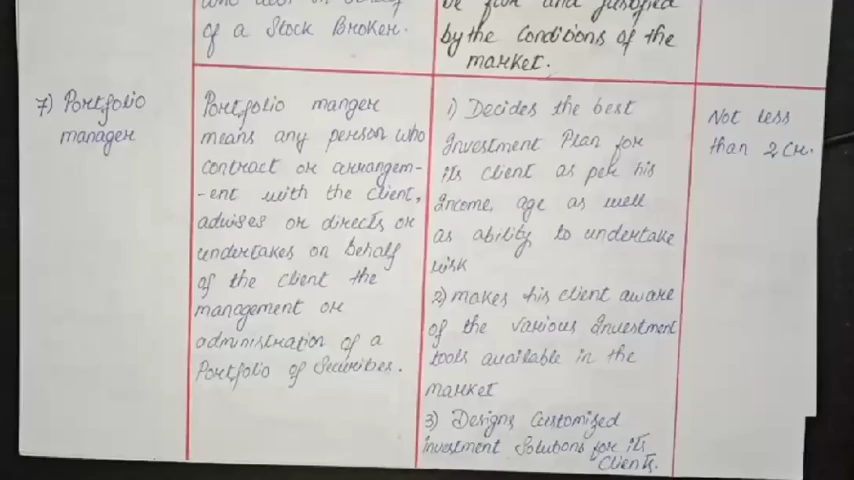 of a Stock Broker.
be fair and justified
by the Conditions of the
market.
7) Portfolio
manager
Portfolio manger
means any person who
contract or arrangem-
-ent with the client,
advises or directs or
undertakes on behalf
of the client the
management or
administration of a
Portfolio of Securities.
1) Decides the best
Investment Plan for
its client as per his
Income, age as well
as ability to undertake
risk
2) makes his client aware
of the various Investment
tools available in the
market
3) Designs Customized
investment Solutions for its
Clients.
Not less
than 2 Cr.